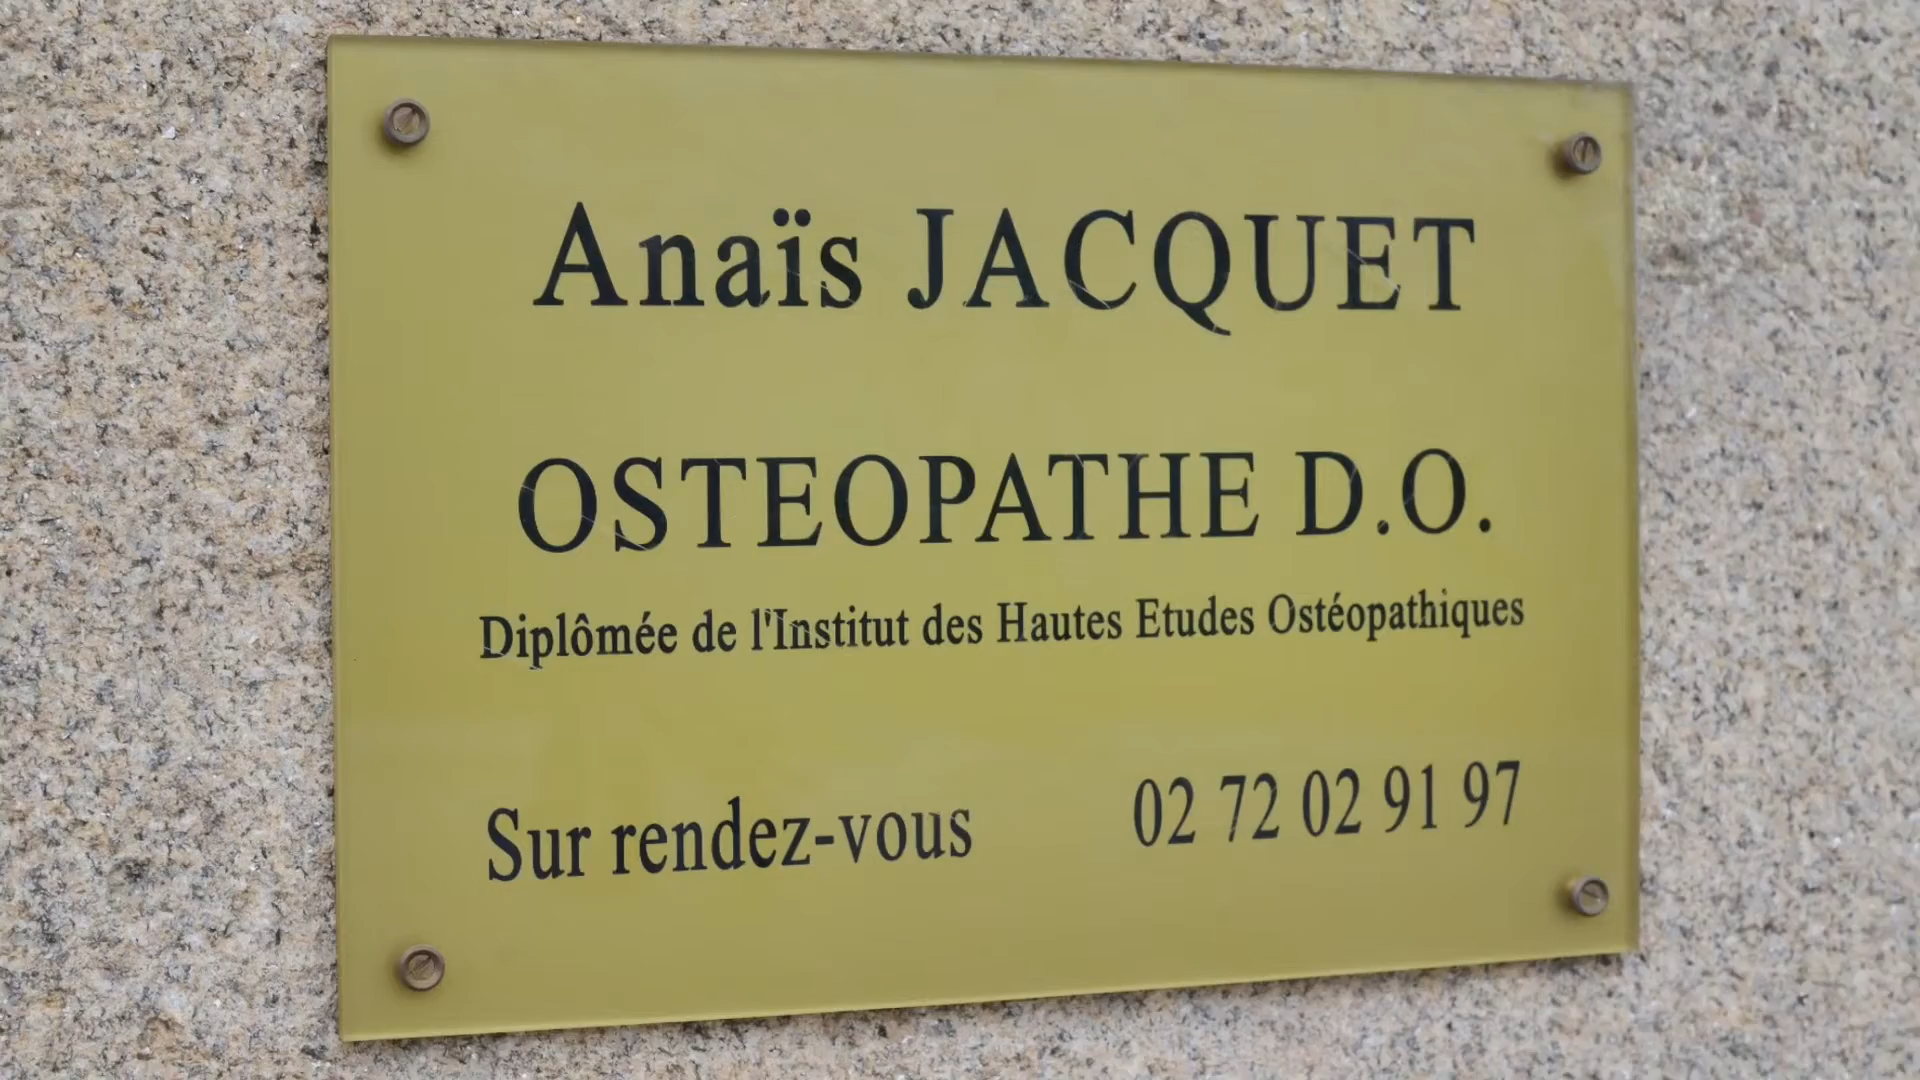 Anaïs JACQUET
OSTEOPATHE D.O.
Diplômée de l'Institut des Hautes Etudes Ostéopathiques
Sur rendez-vous 02 72 02 91 97